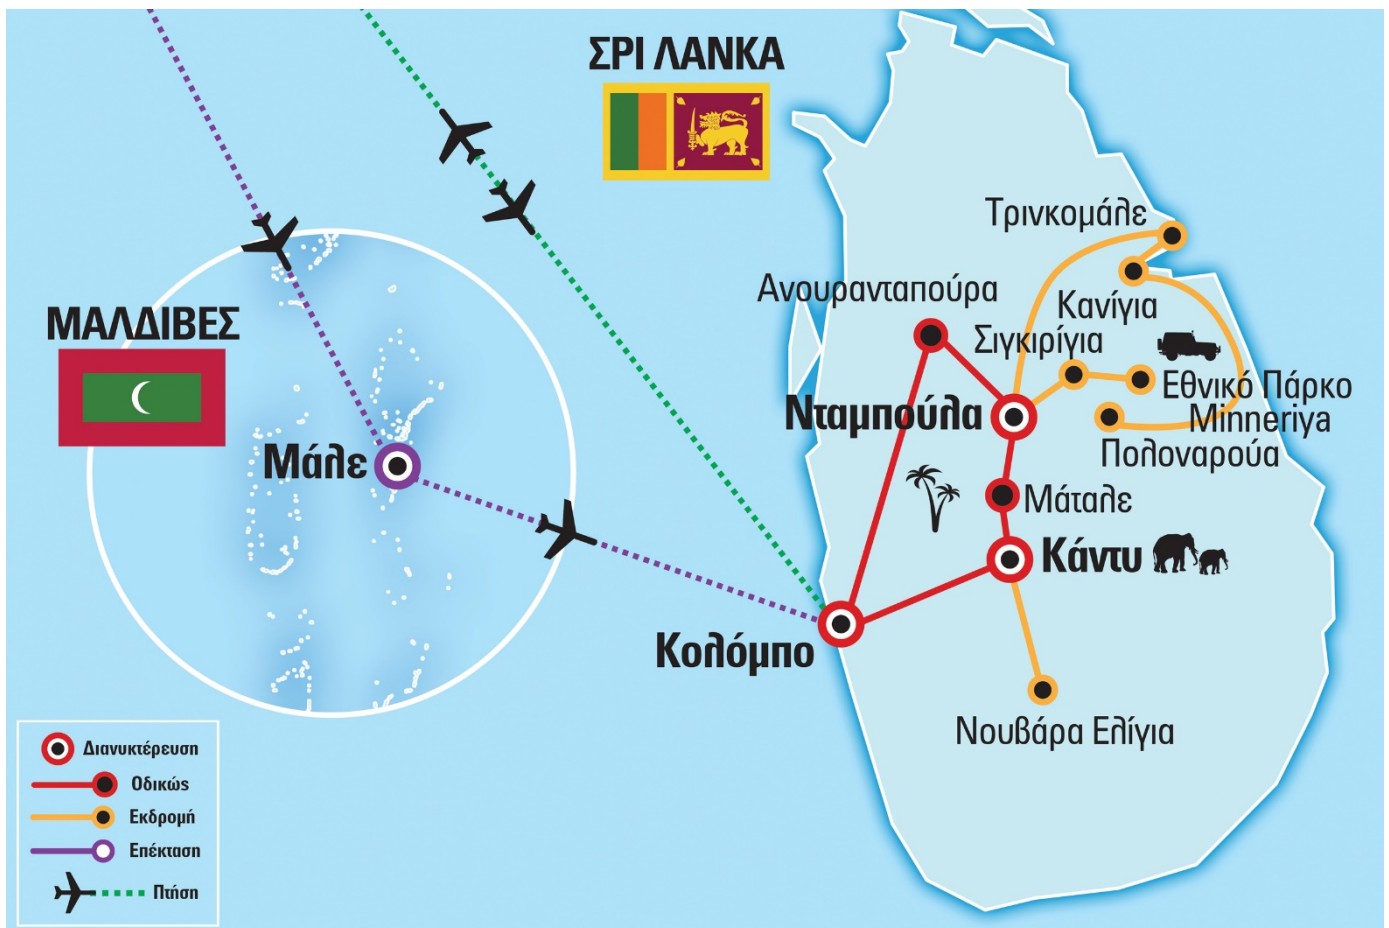 ΣΡΙ ΛΑΝΚΑ
Τρινκομάλε
Ανουρανταπούρα
Κανίγια
ΜΑΛΔΙΒΕΣ
Σιγκιρίγια
Εθνικό Πάρκο
Minneriya
Νταμπούλα
Πολοναρούα
Μάλε
Μάταλε
Κάντυ
Κολόμπο
Νουβάρα Ελίγια
Διανυκτέρευση
Οδικώς
Εκδρομή
Επέκταση
Πτήση